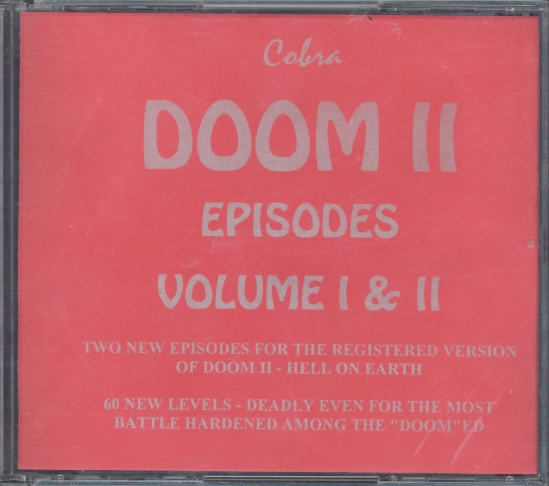 Cobra
DOOM II
EPISODES
VOLUME I & II
TWO NEW EPISODES FOR THE REGISTERED VERSION
OF DOOM II - HELL ON EARTH
60 NEW LEVELS - DEADLY EVEN FOR THE MOST
BATTLE HARDENED AMONG THE "DOOM"ED